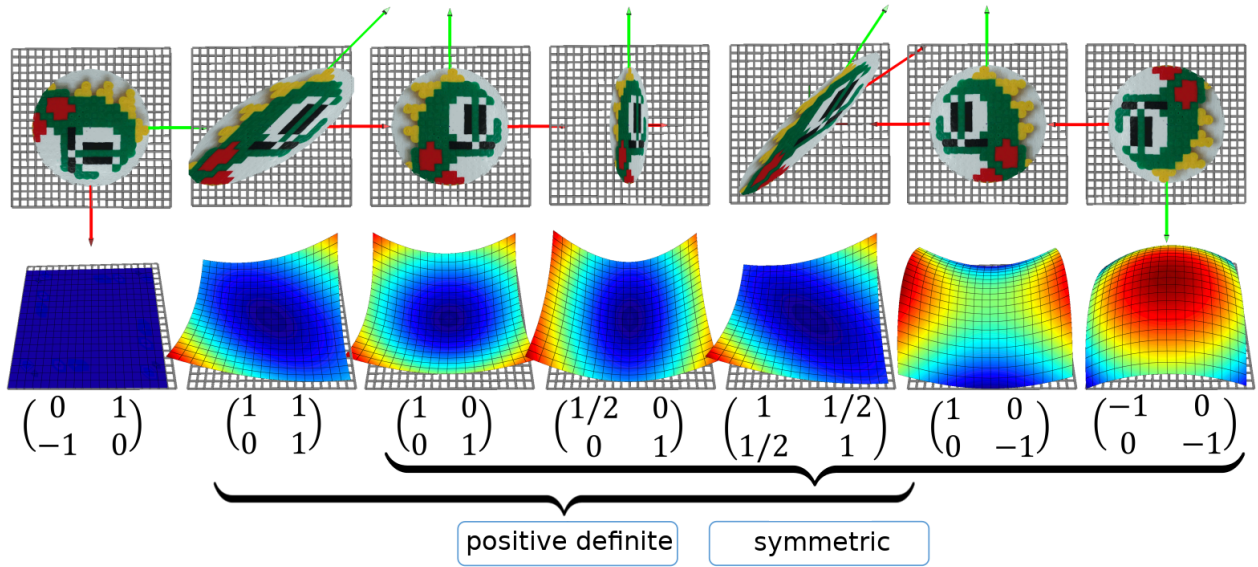 0 1 1 1 1 0 1/2 0 1 1/2 1 0 −1 0
−1 0 0 1 0 1 0 1 1/2 1 0 −1 0 −1
positive definite symmetric